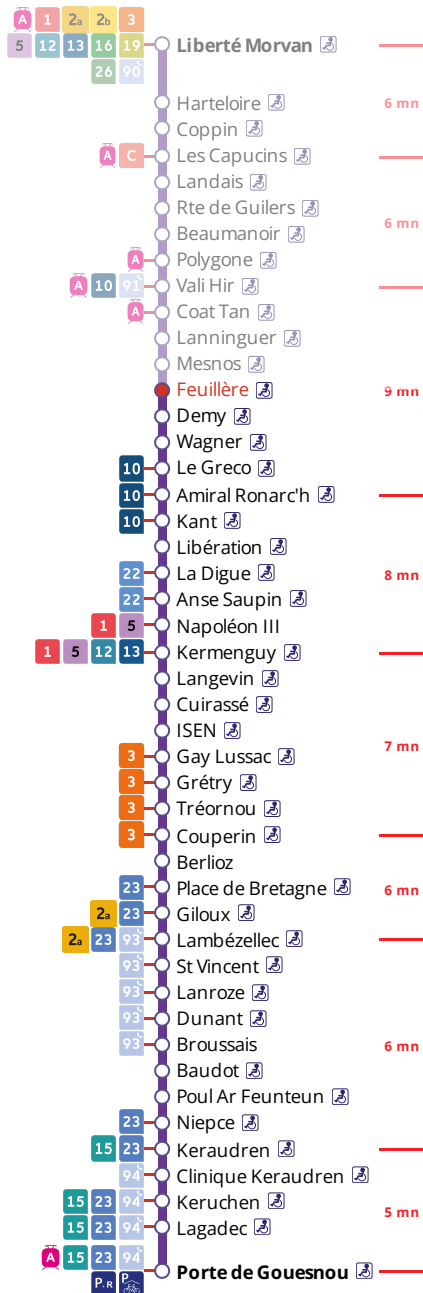 A 1 2a 2b 3
5 12 13 16 19 Liberté Morvan
26 90
Harteloire 6 mn
Coppin
A C Les Capucins
Landais
Rte de Guilers 6 mn
Beaumanoir
A Polygone
A 10 91 Vali Hir
A Coat Tan
Lanninguer
Mesnos
Feuillère 9 mn
Demy
Wagner
10 Le Greco
10 Amiral Ronarc'h
10 Kant
Libération
22 La Digue 8 mn
22 Anse Saupin
1 5 Napoléon III
1 5 12 13 Kermenguy
Langevin
Cuirassé
ISEN 7 mn
3 Gay Lussac
3 Grétry
3 Tréornou
3 Couperin
Berlioz
23 Place de Bretagne 6 mn
2a 23 Giloux
2a 23 93 Lambézellec
93 St Vincent
93 Lanroze
93 Dunant
93 Broussais 6 mn
Baudot
Poul Ar Feunteun
23 Niepce
15 23 Keraudren
94 Clinique Keraudren
15 23 94 Keruchen 5 mn
15 23 94 Lagadec
A 15 23 94 Porte de Gouesnou
P.R P